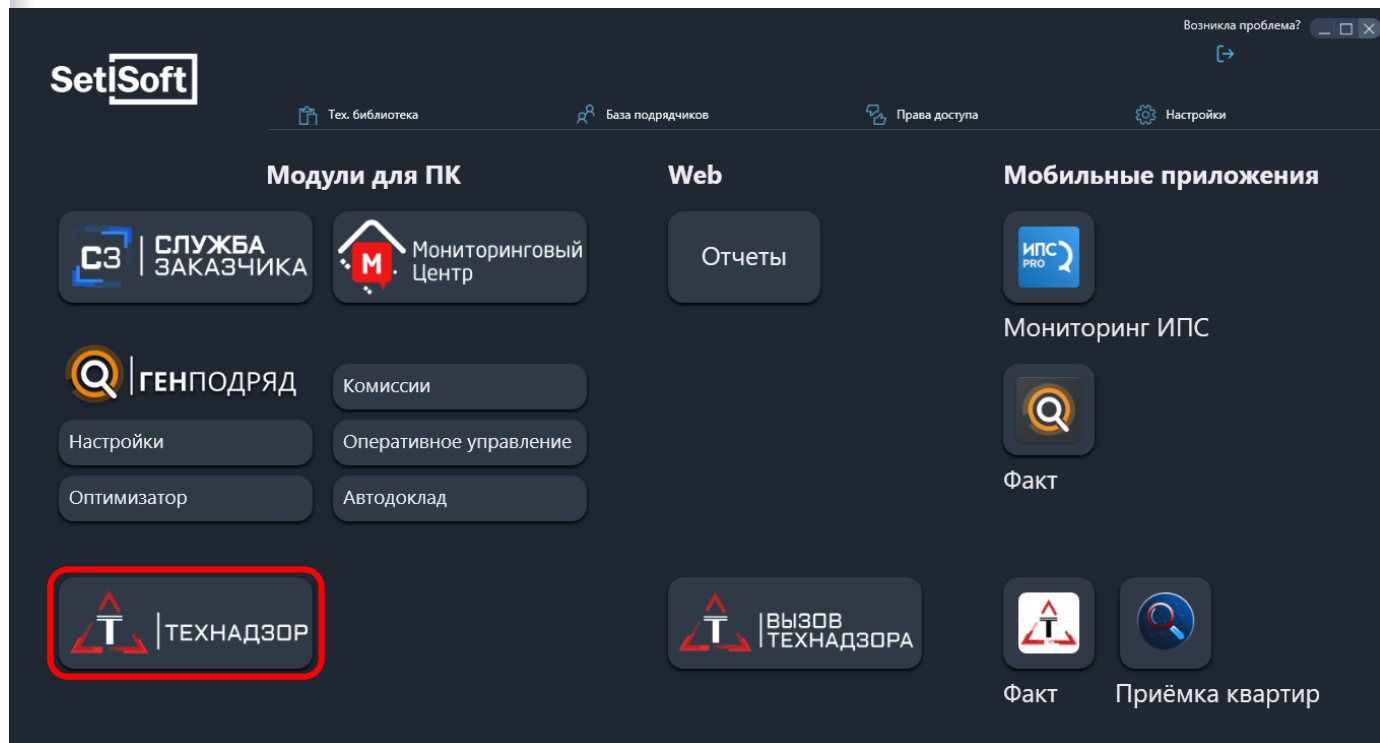 Возникла проблема?
SetlSoft
Тех. библиотека
База подрядчиков
Права доступа
Настройки
Модули для ПК
Web
Мобильные приложения
СЗ
СЛУЖБА
ЗАКАЗЧИКА
М
Мониторинговый
Центр
Отчеты
ИПС
PRO
Мониторинг ИПС
ГЕНПОДРЯД
Комиссии
Настройки
Оперативное управление
Оптимизатор
Автодоклад
Факт
Т
ТЕХНАДЗОР
Т
ВЫЗОВ
ТЕХНАДЗОРА
Т
Факт
Приёмка квартир